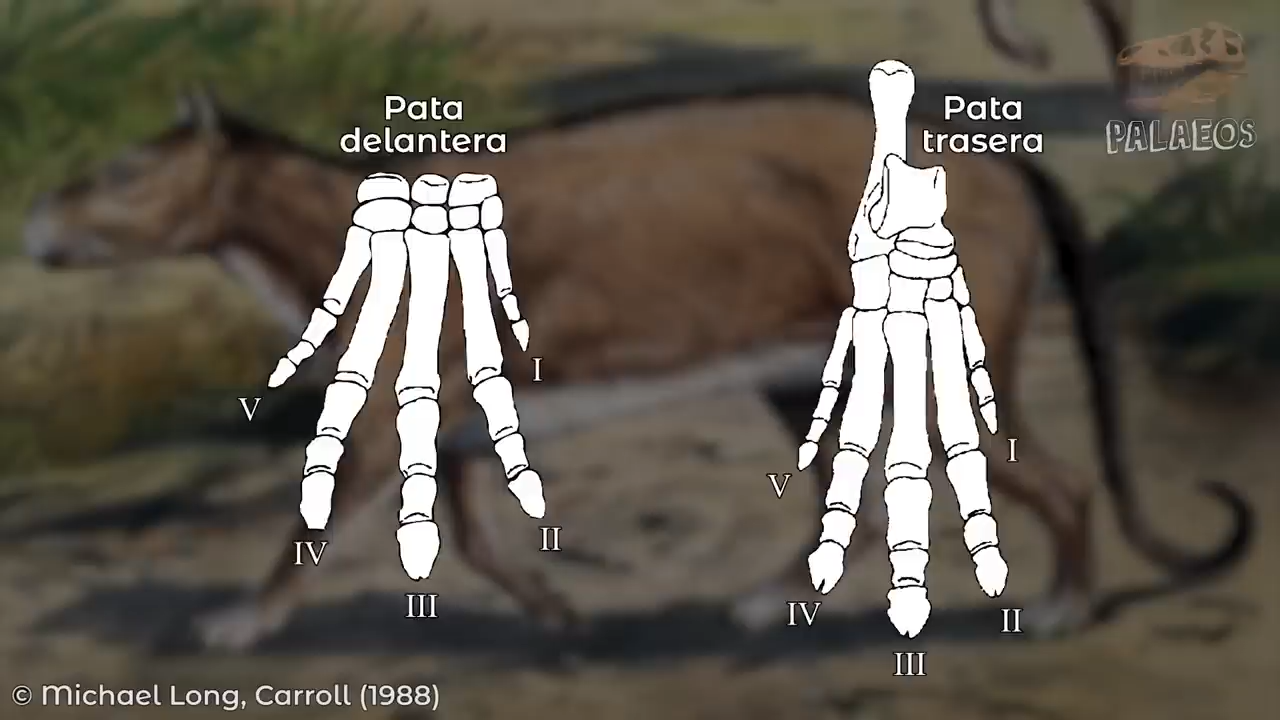 Pata
delantera
Pata
trasera
PALAEOS
I
V
II
IV
III
I
V
II
IV
III
© Michael Long, Carroll (1988)